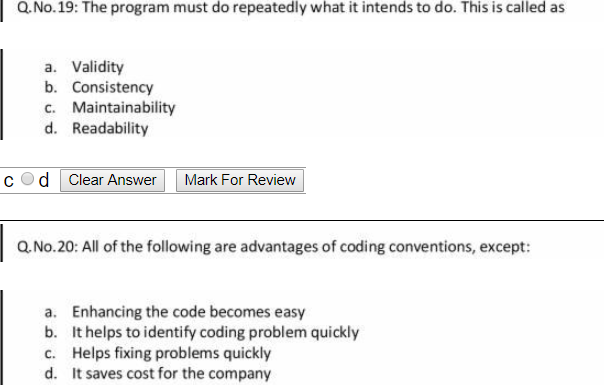 Q.No.19: The program must do repeatedly what it intends to do. This is called as
a. Validity
b. Consistency
c. Maintainability
d. Readability
c d Clear Answer Mark For Review
Q.No.20: All of the following are advantages of coding conventions, except:
a. Enhancing the code becomes easy
b. It helps to identify coding problem quickly
c. Helps fixing problems quickly
d. It saves cost for the company